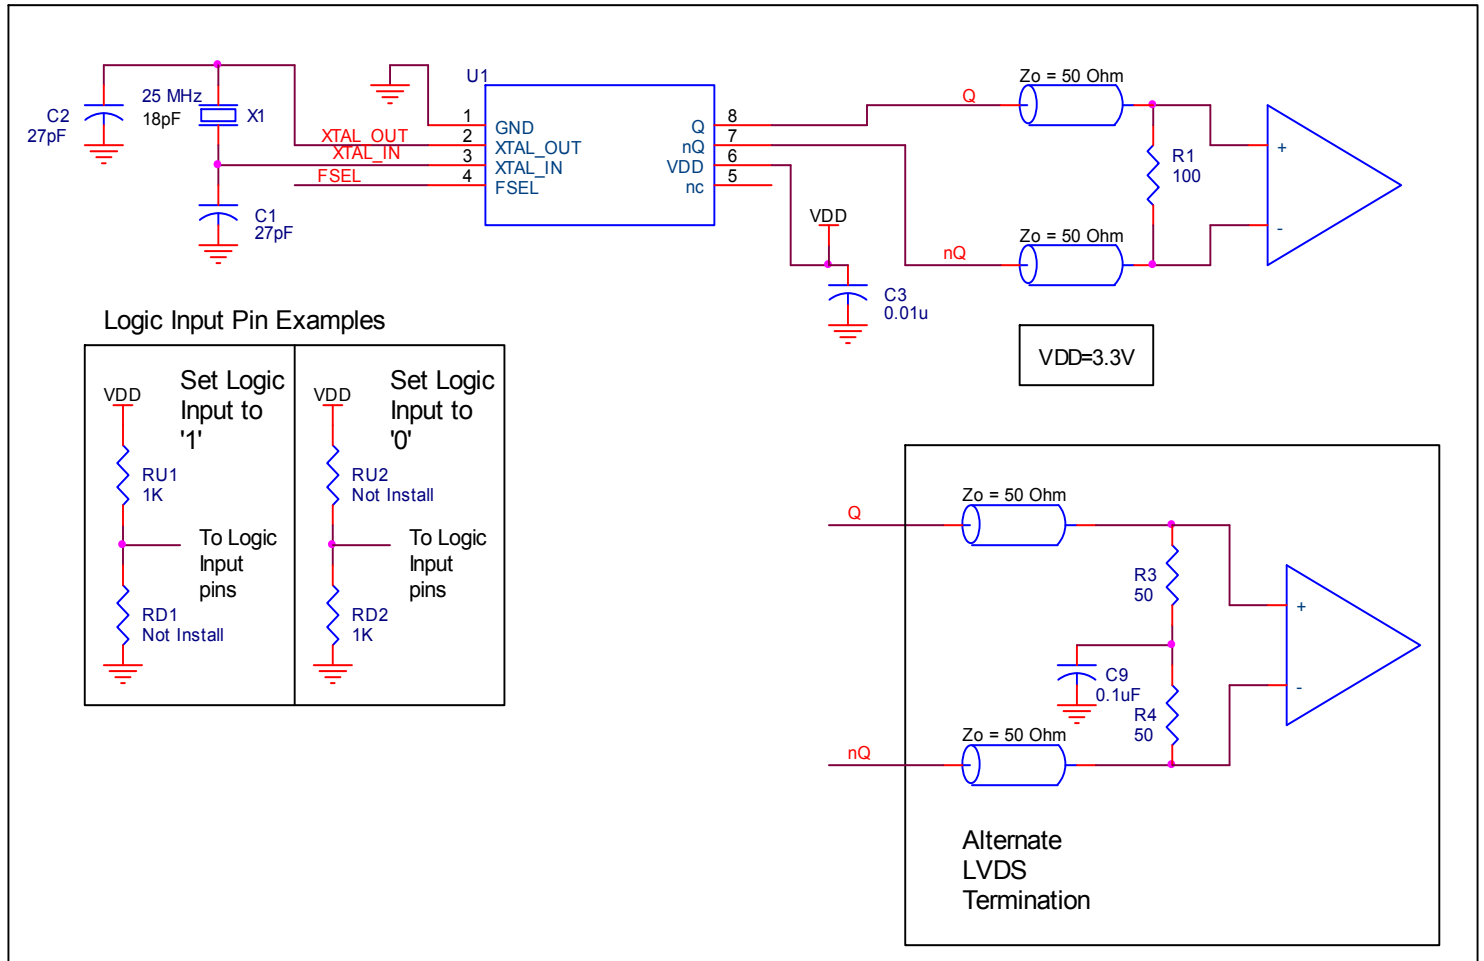 U1
C2
27pF
25 MHz
18pF
X1
XTAL_OUT
XTAL_IN
FSEL
1
2
3
4
GND
XTAL_OUT
XTAL_IN
FSEL
Q
nQ
VDD
nc
8
7
6
5
C1
27pF
Q
nQ
Zo = 50 Ohm
Zo = 50 Ohm
R1
100
+
-
VDD
C3
0.01u
VDD=3.3V
Logic Input Pin Examples
VDD
Set Logic
Input to
'1'
RU1
1K
To Logic
Input
pins
RD1
Not Install
VDD
Set Logic
Input to
'0'
RU2
Not Install
To Logic
Input
pins
RD2
1K
Q
nQ
Zo = 50 Ohm
R3
50
C9
0.1uF
R4
50
Zo = 50 Ohm
+
-
Alternate
LVDS
Termination